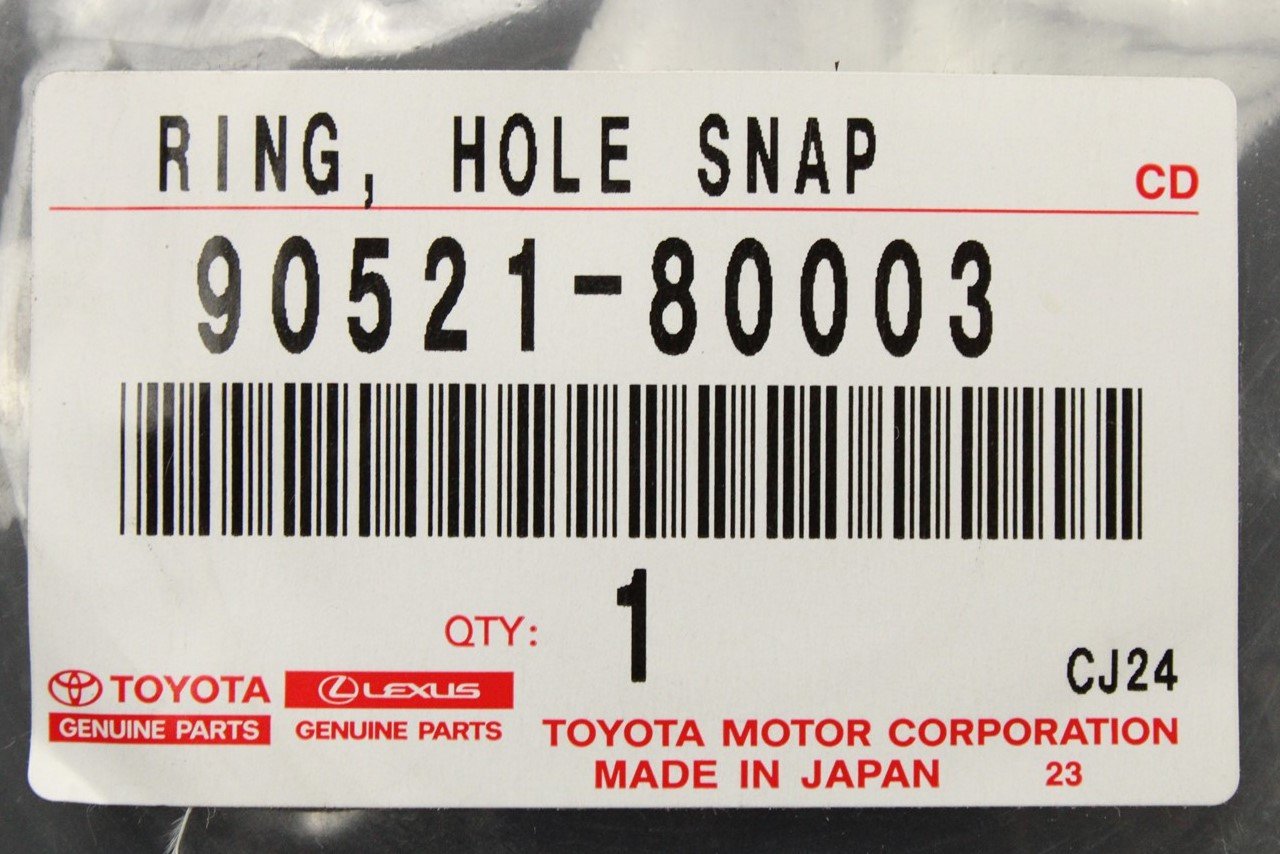 RING, HOLE SNAP
CD
90521-80003
QTY: 1
CJ24
TOYOTA LEXUS
GENUINE PARTS GENUINE PARTS
TOYOTA MOTOR CORPORATION
MADE IN JAPAN 23